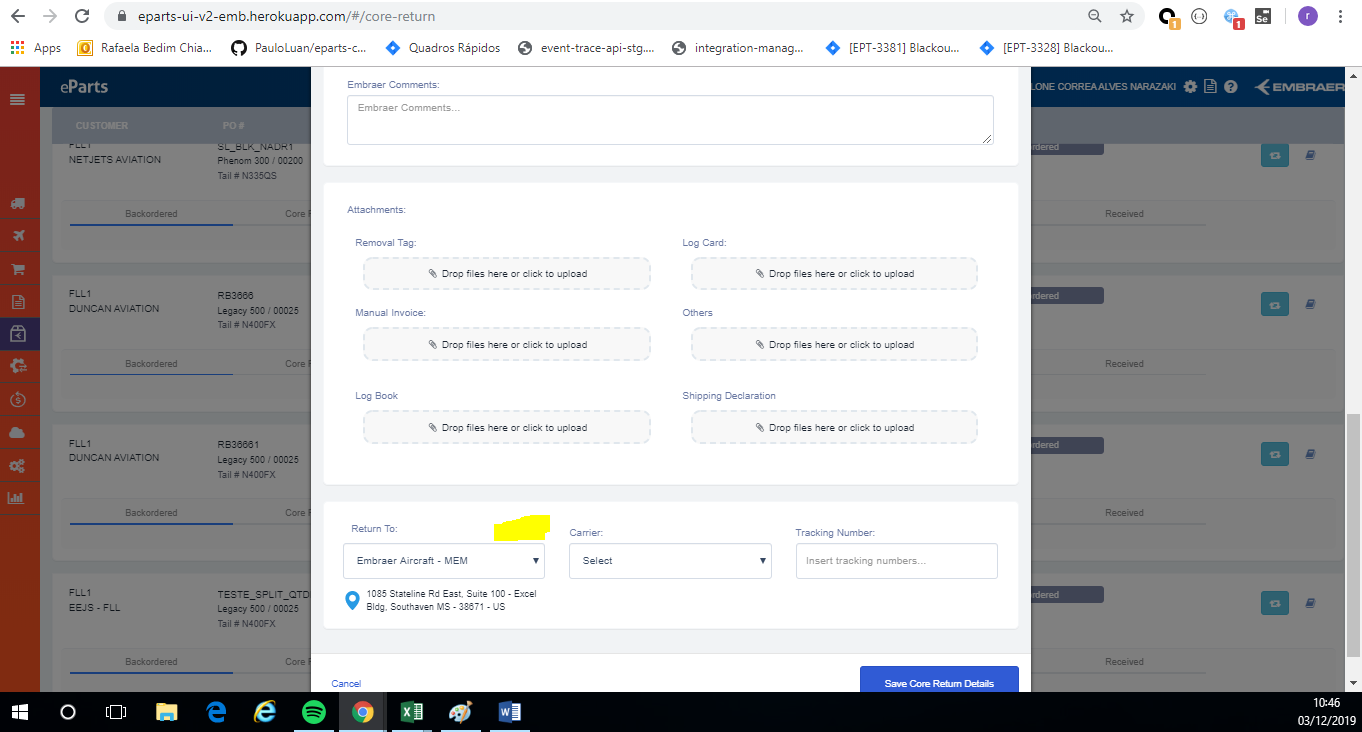 eparts-ui-v2-emb.herokuapp.com/#/core-return
r
Apps
Rafaela Bedim Chia...
PauloLuan/eparts-c...
Quadros Rápidos
event-trace-api-stg....
integration-manag...
[EPT-3381] Blackou...
[EPT-3328] Blackou...
eParts
LONE CORREA ALVES NARAZAKI
EMBRAER
CUSTOMER PO #
Embraer Comments:
Embraer Comments...
FLL1
NETJETS AVIATION
SL_BLK_NADR1
Phenom 300 / 00200
Tail # N335QS
Backordered
Core
Received
Attachments:
Removal Tag:
Drop files here or click to upload
Log Card:
Drop files here or click to upload
Manual Invoice:
Drop files here or click to upload
Others
Drop files here or click to upload
Log Book
Drop files here or click to upload
Shipping Declaration
Drop files here or click to upload
FLL1
DUNCAN AVIATION
RB3666
Legacy 500 / 00025
Tail # N400FX
dered
Backordered
Core
Received
FLL1
DUNCAN AVIATION
RB36661
Legacy 500 / 00025
Tail # N400FX
dered
Backordered
Core
Received
Return To:
Embraer Aircraft - MEM
1085 Stateline Rd East, Suite 100 - Excel
Bldg, Southaven MS - 38671 - US
Carrier:
Select
Tracking Number:
Insert tracking numbers...
FLL1
EEJS - FLL
TESTE_SPLIT_QTD
Legacy 500 / 00025
Tail # N400FX
dered
Backordered
Core
Received
Cancel
Save Core Return Details
10:46
03/12/2019